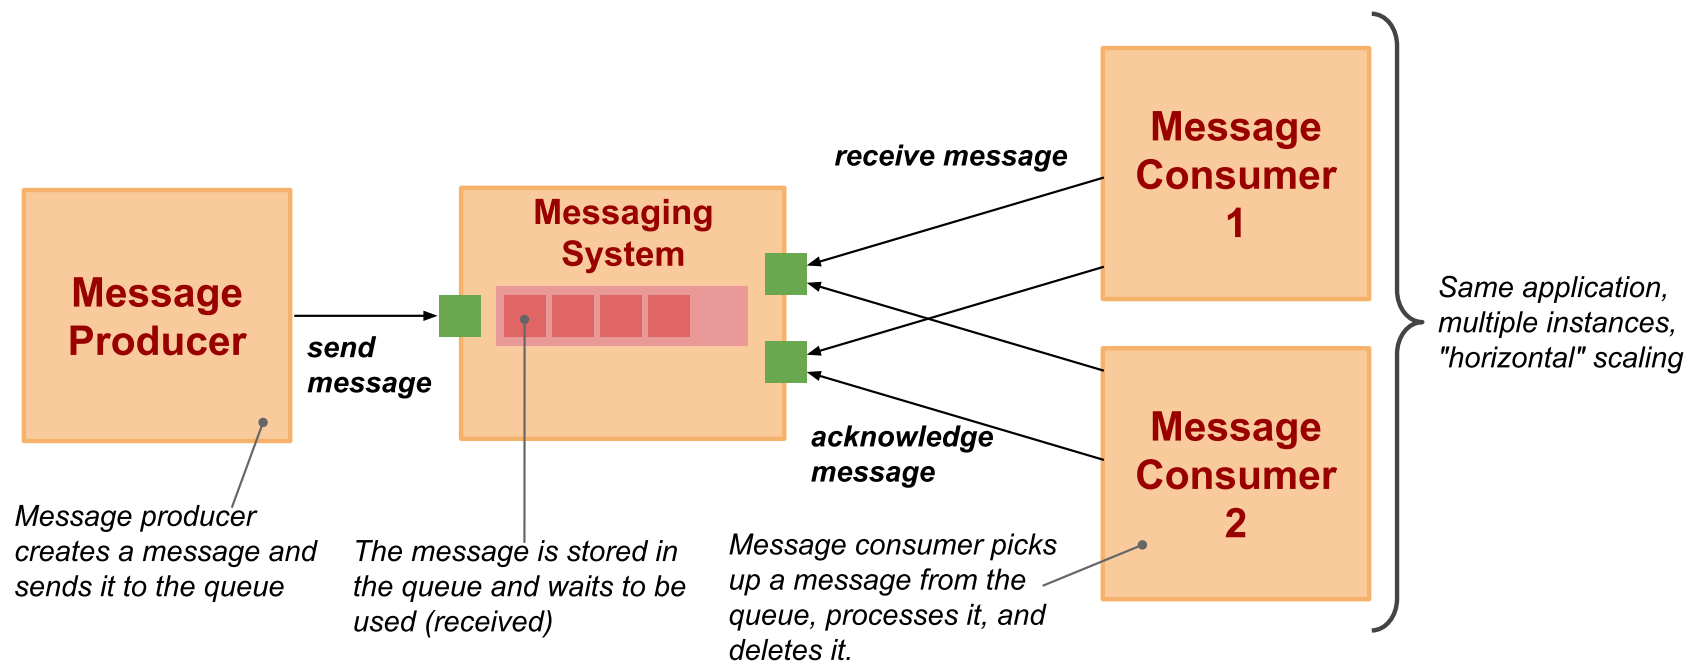 Message
Producer
send
message
Message producer
creates a message and
sends it to the queue
Messaging
System
The message is stored in
the queue and waits to be
used (received)
receive message
acknowledge
message
Message
Consumer
1
Message
Consumer
2
Message consumer picks
up a message from the
queue, processes it, and
deletes it.
Same application,
multiple instances,
"horizontal" scaling